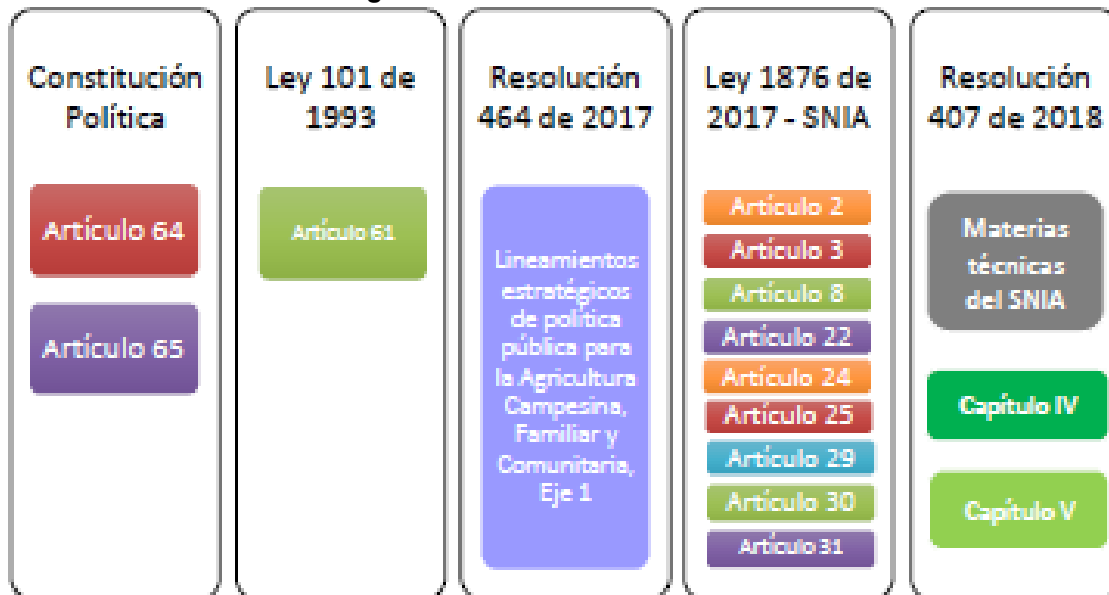 Constitución
Política
Artículo 64
Artículo 65
Ley 101 de
1993
Artículo 61
Resolución
464 de 2017
Lineamientos
estratégicos
de política
pública para
la Agricultura
Campesina,
Familiar y
Comunitaria,
Eje 1
Ley 1876 de
2017 - SNIA
Artículo 2
Artículo 3
Artículo 8
Artículo 22
Artículo 24
Artículo 25
Artículo 29
Artículo 30
Artículo 31
Resolución
407 de 2018
Materias
técnicas
del SNIA
Capítulo IV
Capítulo V